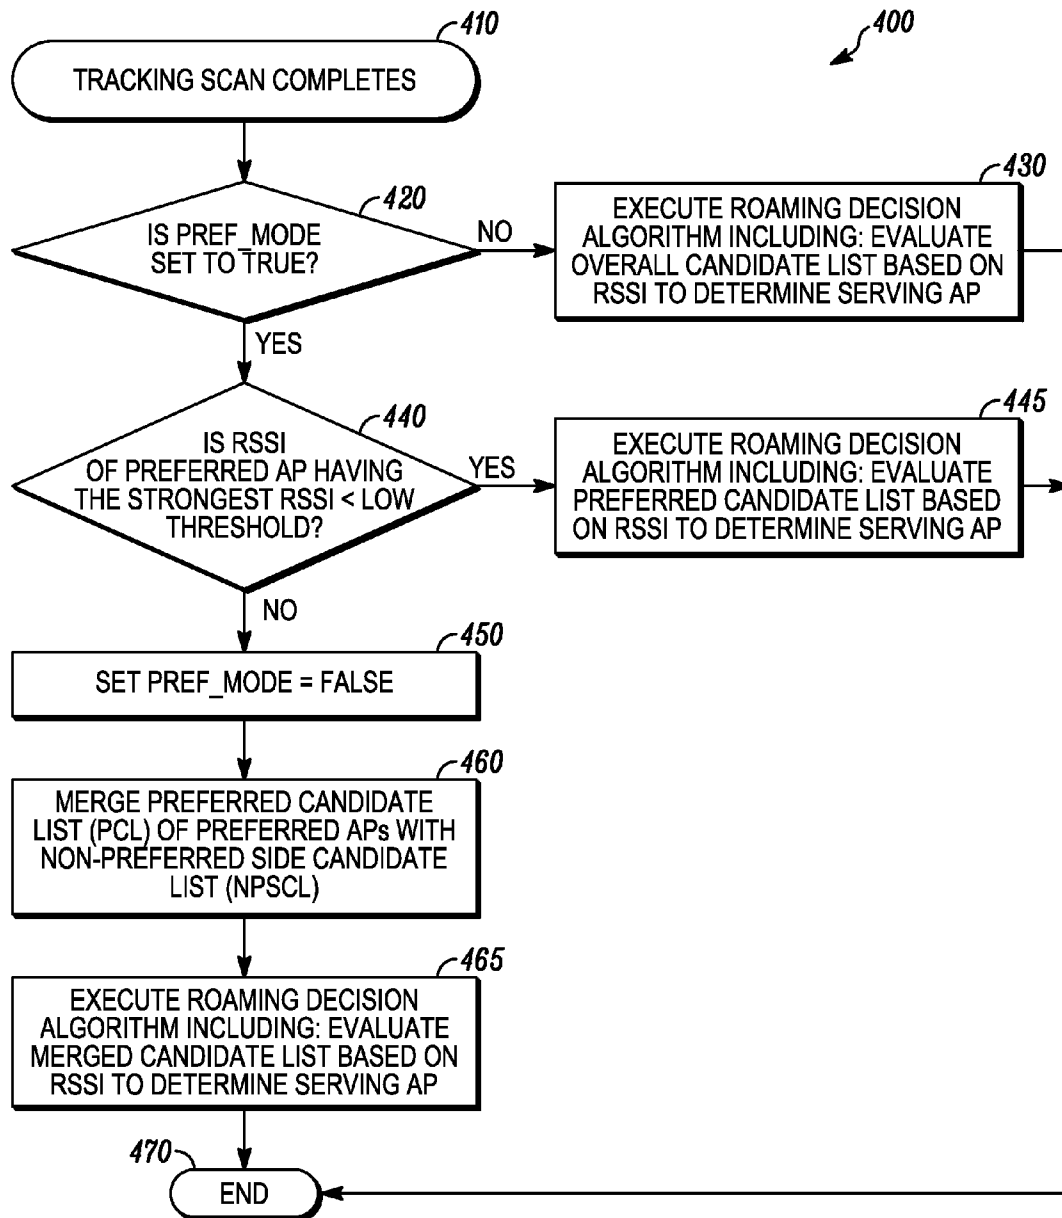 410
400
TRACKING SCAN COMPLETES
420
IS PREF_MODE
SET TO TRUE?
NO
YES
430
EXECUTE ROAMING DECISION
ALGORITHM INCLUDING: EVALUATE
OVERALL CANDIDATE LIST BASED ON
RSSI TO DETERMINE SERVING AP
440
IS RSSI
OF PREFERRED AP HAVING
THE STRONGEST RSSI < LOW
THRESHOLD?
YES
NO
445
EXECUTE ROAMING DECISION
ALGORITHM INCLUDING: EVALUATE
PREFERRED CANDIDATE LIST BASED
ON RSSI TO DETERMINE SERVING AP
450
SET PREF_MODE = FALSE
460
MERGE PREFERRED CANDIDATE
LIST (PCL) OF PREFERRED APs WITH
NON-PREFERRED SIDE CANDIDATE
LIST (NPSCL)
465
EXECUTE ROAMING DECISION
ALGORITHM INCLUDING: EVALUATE
MERGED CANDIDATE LIST BASED ON
RSSI TO DETERMINE SERVING AP
470
END